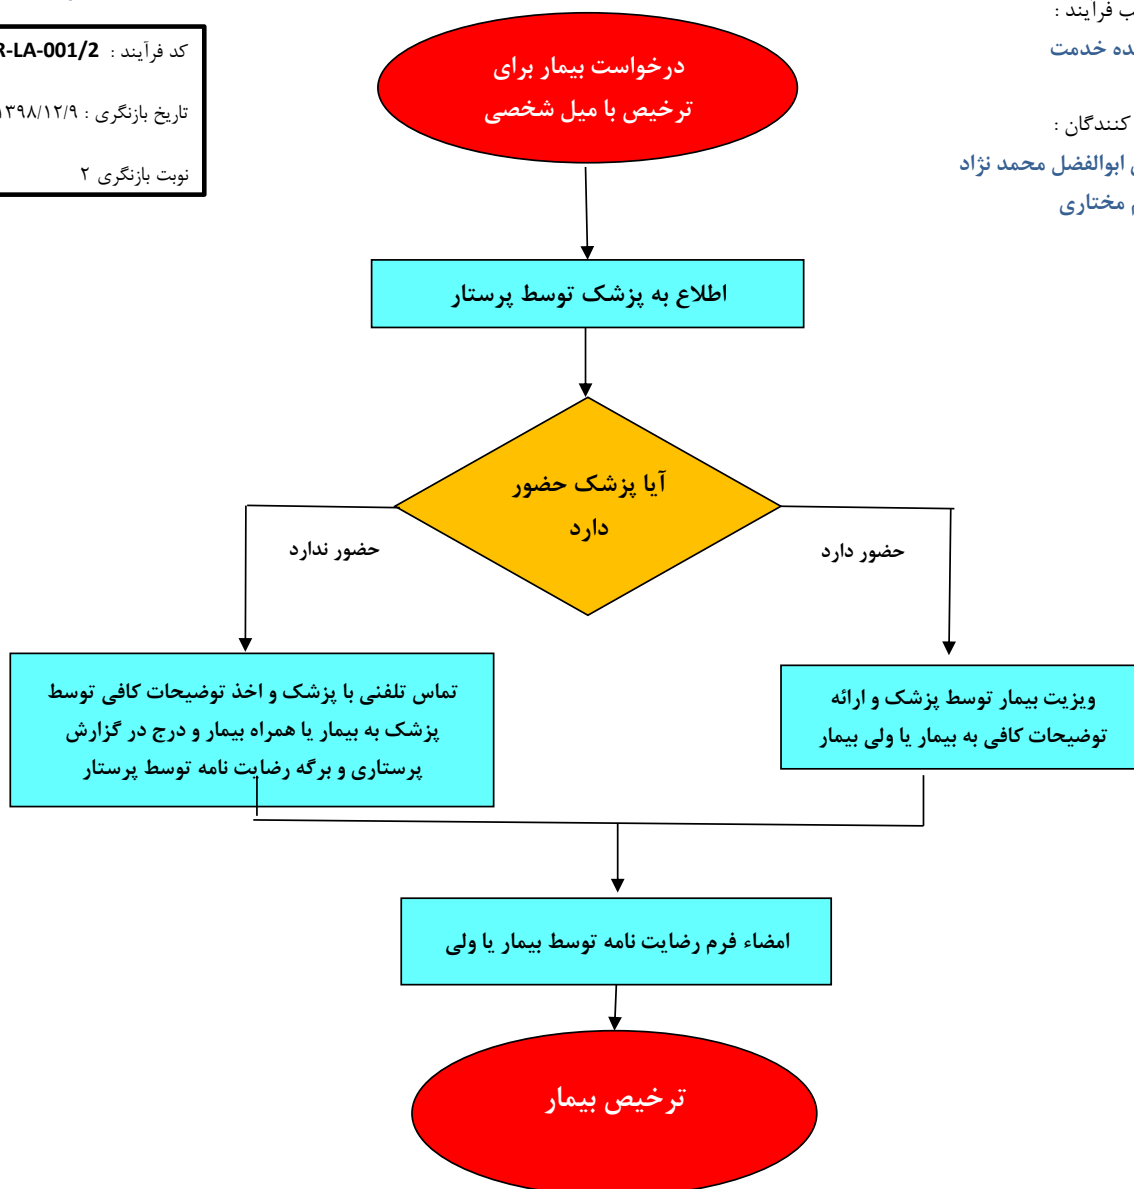 فرآیند :
خدمت
کنندگان :
ابوالفضل محمد نژاد
مختاری
کد فرآیند : R-LA-001/2
تاریخ بازنگری : ۱۳۹۸/۱۲/۹
نوبت بازنگری ۲
درخواست بیمار برای
ترخیص با میل شخصی
اطلاع به پزشک توسط پرستار
آیا پزشک حضور
دارد
حضور دارد
حضور ندارد
ویزیت بیمار توسط پزشک و ارائه
توضیحات کافی به بیمار یا ولی بیمار
تماس تلفنی با پزشک و اخذ توضیحات کافی توسط
پزشک به بیمار یا همراه بیمار و درج در گزارش
پرستاری و برگه رضایت نامه توسط پرستار
امضاء فرم رضایت نامه توسط بیمار یا ولی
ترخیص بیمار